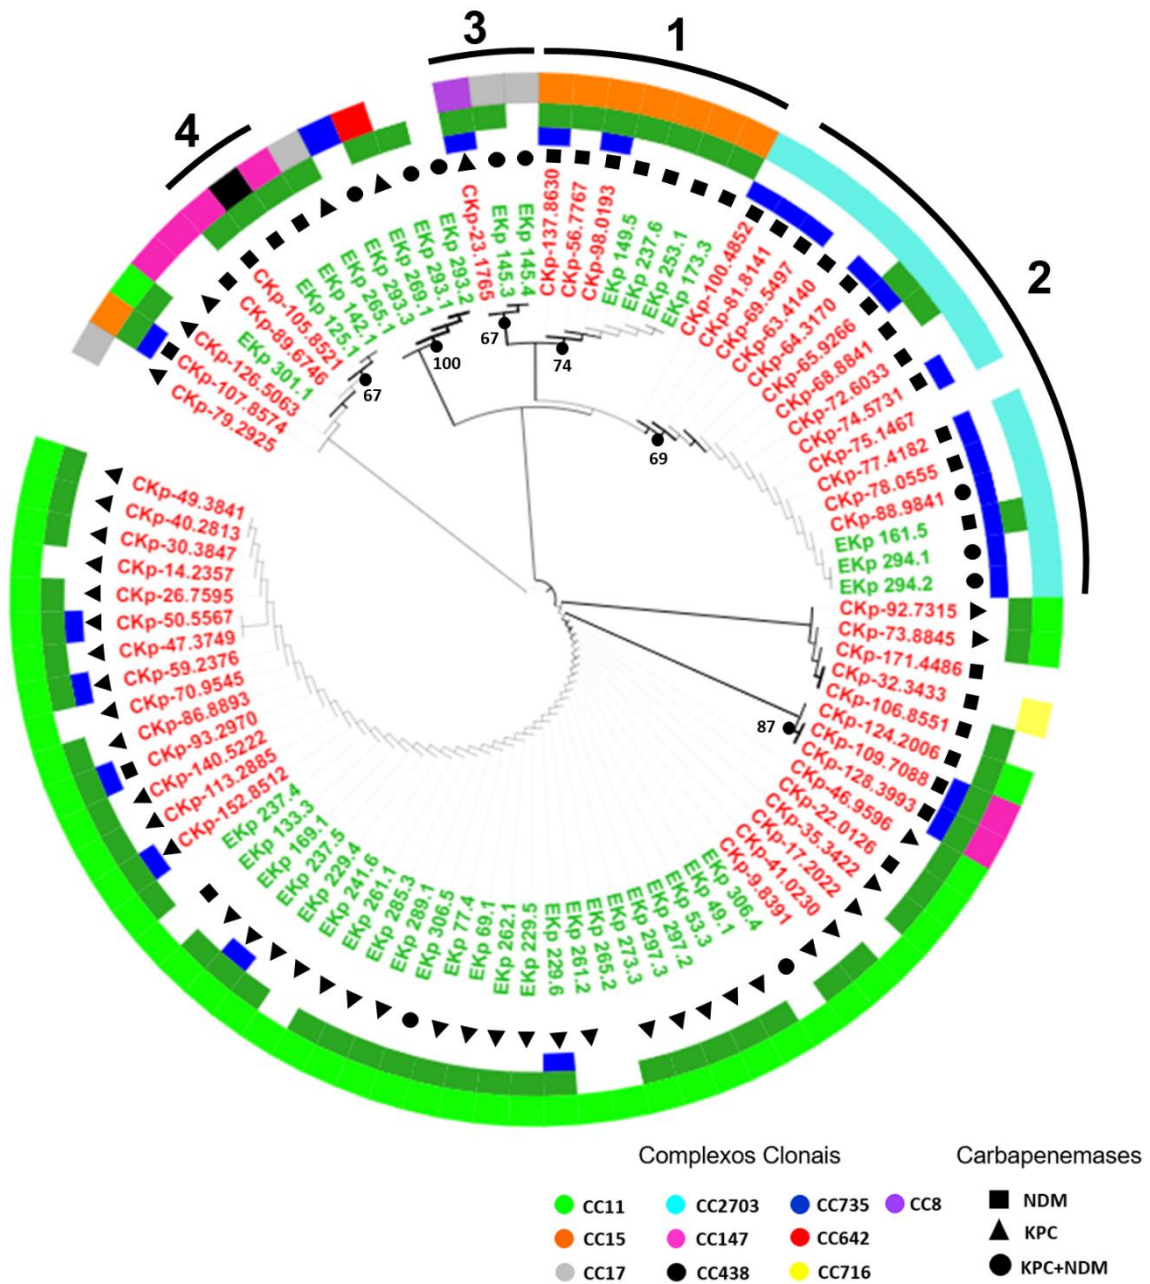 3
1
4
2
CKp-137.8630
CKp-56.7767
CKp-98.0193
EKp 149.5
EKp 237.6
EKp 253.1
EKp 173.3
CKp-100.4852
CKp-81.8141
CKp-69.5497
CKp-63.4140
CKp-64.3170
CKp-65.9266
CKp-68.8841
CKp-72.6033
CKp-74.5731
CKp-75.1467
CKp-77.4182
CKp-78.0555
CKp-88.9841
EKp 161.5
EKp 294.1
EKp 294.2
CKp-92.7315
CKp-73.8845
CKp-171.4486
CKp-32.3433
CKp-106.8551
CKp-124.2006
CKp-109.7088
CKp-128.3993
CKp-46.9596
CKp-22.0126
CKp-35.3422
CKp-17.2022
CKp-41.0230
CKp-9.8391
EKp 306.4
EKp 49.1
EKp 53.3
EKp 297.2
EKp 297.3
EKp 273.3
EKp 265.2
EKp 261.2
EKp 229.6
EKp 229.5
EKp 262.1
EKp 69.1
EKp 77.4
EKp 306.5
EKp 289.1
EKp 285.3
EKp 261.1
EKp 241.6
EKp 229.4
EKp 237.5
EKp 169.1
EKp 133.3
EKp 237.4
CKp-152.8512
CKp-113.2885
CKp-140.5222
CKp-93.2970
CKp-86.8893
CKp-70.9545
CKp-59.2376
CKp-47.3749
CKp-50.5567
CKp-26.7595
CKp-14.2357
CKp-30.3847
CKp-40.2813
CKp-49.3841
CKp-79.2925
CKp-107.8574
CKp-126.5063
EKp 301.1
CKp-89.6746
CKp-105.8521
EKp 125.1
EKp 142.1
EKp 265.1
EKp 293.3
EKp 269.1
EKp 293.1
EKp 293.2
CKp-23.1765
EKp 145.3
EKp 145.4
67
100
67
74
69
87
Complexos Clonais
CC11
CC15
CC17
CC2703
CC147
CC438
CC735
CC642
CC716
CC8
Carbapenemases
NDM
KPC
KPC+NDM